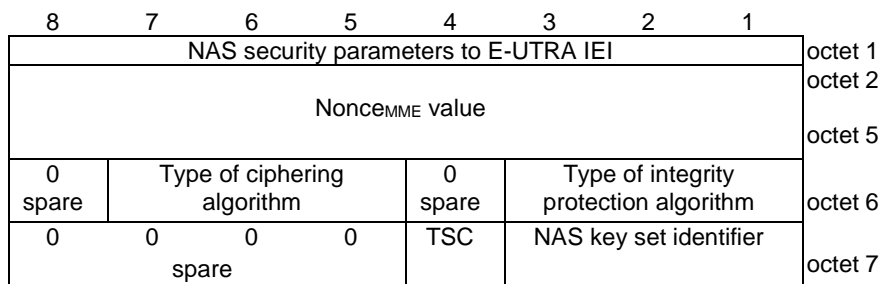 8 7 6 5 4 3 2 1
NAS security parameters to E-UTRA IEI octet 1
octet 2
NonceMME value
octet 5
0 Type of ciphering 0 Type of integrity
spare algorithm spare protection algorithm octet 6
0 0 0 0 TSC NAS key set identifier
spare octet 7